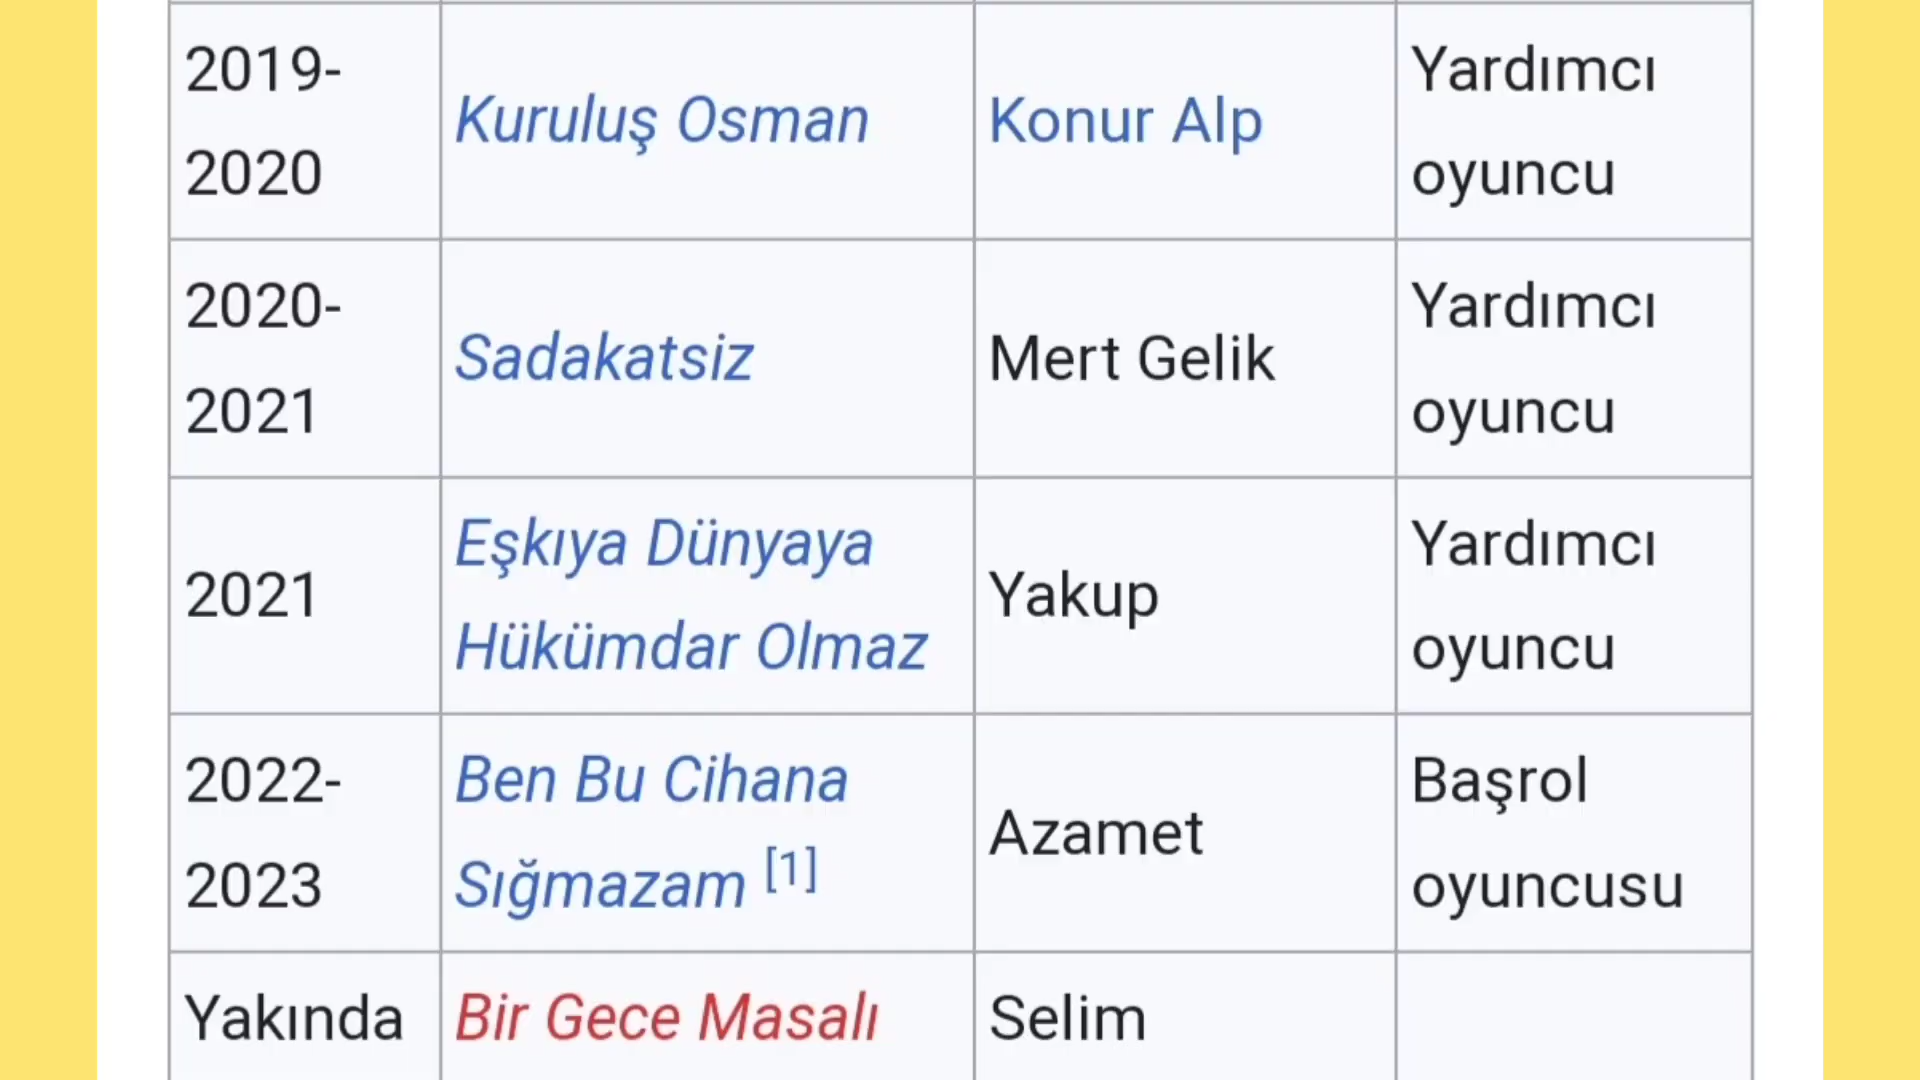 2019-
2020
Kuruluş Osman
Konur Alp
Yardımcı
oyuncu
2020-
2021
Sadakatsiz
Mert Gelik
Yardımcı
oyuncu
2021
Eşkıya Dünyaya
Hükümdar Olmaz
Yakup
Yardımcı
oyuncu
2022-
2023
Ben Bu Cihana
Sığmazam [1]
Azamet
Başrol
oyuncusu
Yakında
Bir Gece Masalı
Selim